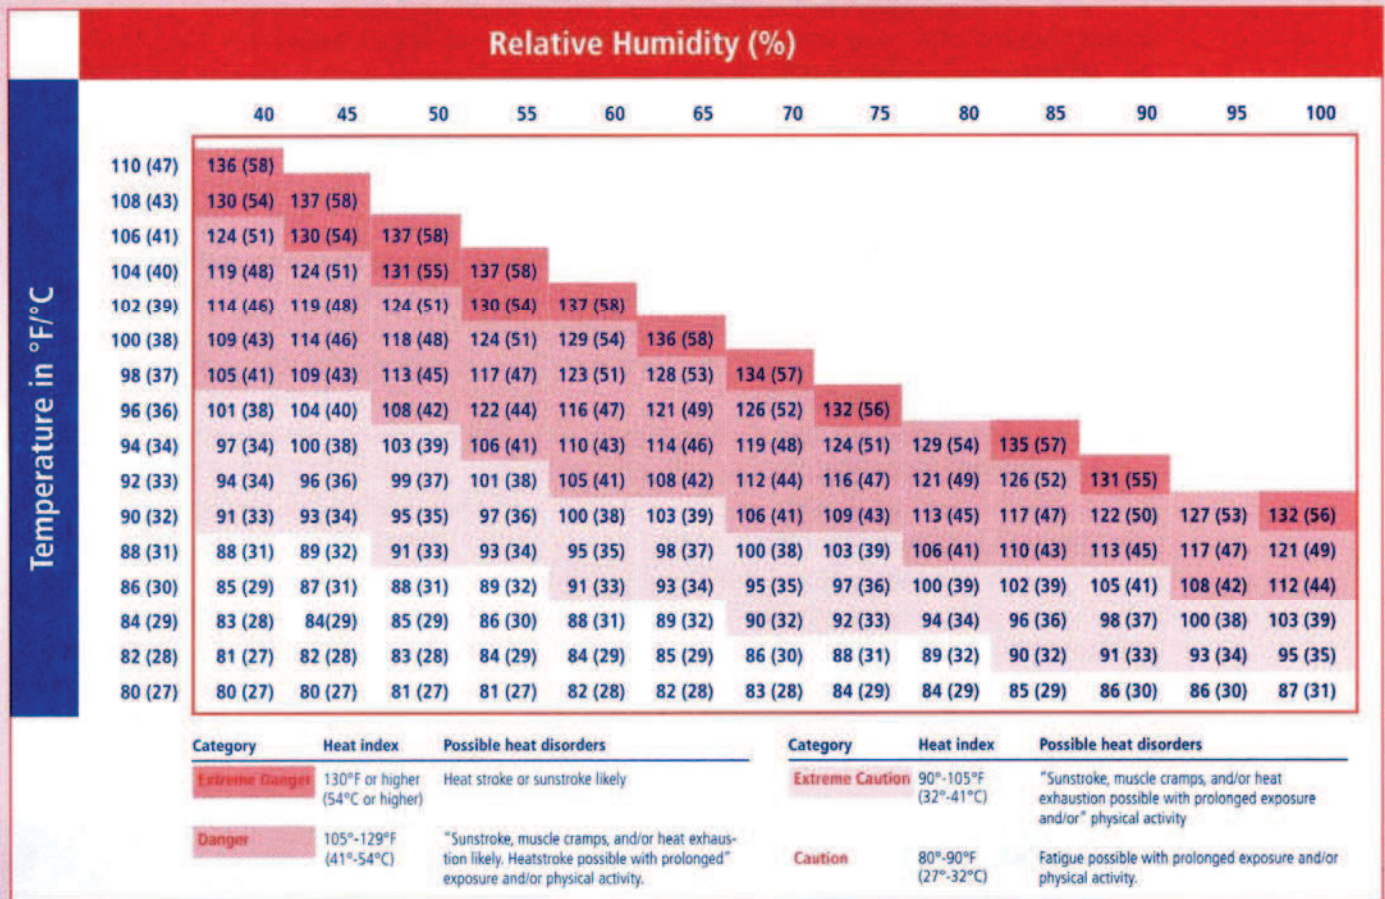 Relative Humidity (%)
Temperature in °F/°C
40 45 50 55 60 65 70 75 80 85 90 95 100
110 (47) 136 (58)
108 (43) 130 (54) 137 (58)
106 (41) 124 (51) 130 (54) 137 (58)
104 (40) 119 (48) 124 (51) 131 (55) 137 (58)
102 (39) 114 (46) 119 (48) 124 (51) 130 (54) 137 (58)
100 (38) 109 (43) 114 (46) 118 (48) 124 (51) 129 (54) 136 (58)
98 (37) 105 (41) 109 (43) 113 (45) 117 (47) 123 (51) 128 (53) 134 (57)
96 (36) 101 (38) 104 (40) 108 (42) 122 (44) 116 (47) 121 (49) 126 (52) 132 (56)
94 (34) 97 (34) 100 (38) 103 (39) 106 (41) 110 (43) 114 (46) 119 (48) 124 (51) 129 (54) 135 (57)
92 (33) 94 (34) 96 (36) 99 (37) 101 (38) 105 (41) 108 (42) 112 (44) 116 (47) 121 (49) 126 (52) 131 (55)
90 (32) 91 (33) 93 (34) 95 (35) 97 (36) 100 (38) 103 (39) 106 (41) 109 (43) 113 (45) 117 (47) 122 (50) 127 (53) 132 (56)
88 (31) 88 (31) 89 (32) 91 (33) 93 (34) 95 (35) 98 (37) 100 (38) 103 (39) 106 (41) 110 (43) 113 (45) 117 (47) 121 (49)
86 (30) 85 (29) 87 (31) 88 (31) 89 (32) 91 (33) 93 (34) 95 (35) 97 (36) 100 (39) 102 (39) 105 (41) 108 (42) 112 (44)
84 (29) 83 (28) 84(29) 85 (29) 86 (30) 88 (31) 89 (32) 90 (32) 92 (33) 94 (34) 96 (36) 98 (37) 100 (38) 103 (39)
82 (28) 81 (27) 82 (28) 83 (28) 84 (29) 84 (29) 85 (29) 86 (30) 88 (31) 89 (32) 90 (32) 91 (33) 93 (34) 95 (35)
80 (27) 80 (27) 80 (27) 81 (27) 81 (27) 82 (28) 82 (28) 83 (28) 84 (29) 84 (29) 85 (29) 86 (30) 86 (30) 87 (31)
Category Heat index Possible heat disorders
Extreme Danger 130°F or higher Heat stroke or sunstroke likely
(54°C or higher)
Danger 105°-129°F "Sunstroke, muscle cramps, and/or heat exhaus-
(41°-54°C) tion likely. Heatstroke possible with prolonged"
exposure and/or physical activity.
Category Heat index Possible heat disorders
Extreme Caution 90°-105°F "Sunstroke, muscle cramps, and/or heat
(32°-41°C) exhaustion possible with prolonged exposure
and/or" physical activity
Caution 80°-90°F Fatigue possible with prolonged exposure and/or
(27°-32°C) physical activity.